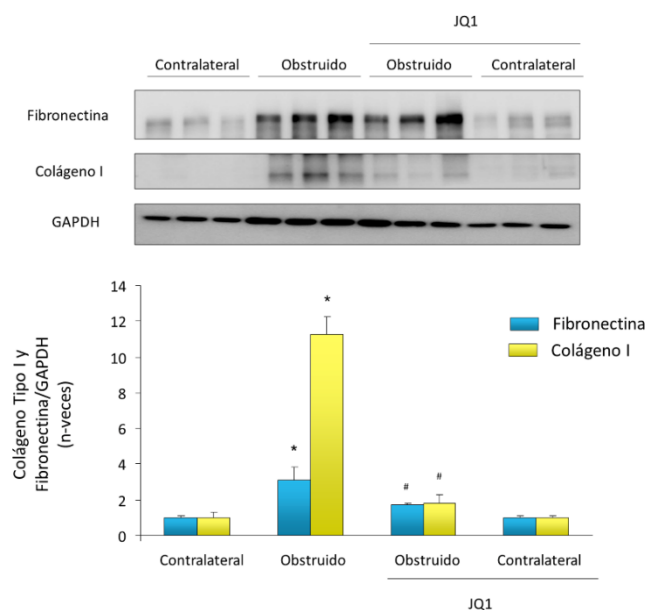 JQ1
Contralateral Obstruido Obstruido Contralateral
Fibronectina
Colágeno I
GAPDH
Colágeno Tipo I y
Fibronectina/GAPDH
(n-veces)
14
12
10
8
6
4
2
0
*
*
#
#
Fibronectina
Colágeno I
Contralateral Obstruido Obstruido Contralateral
JQ1